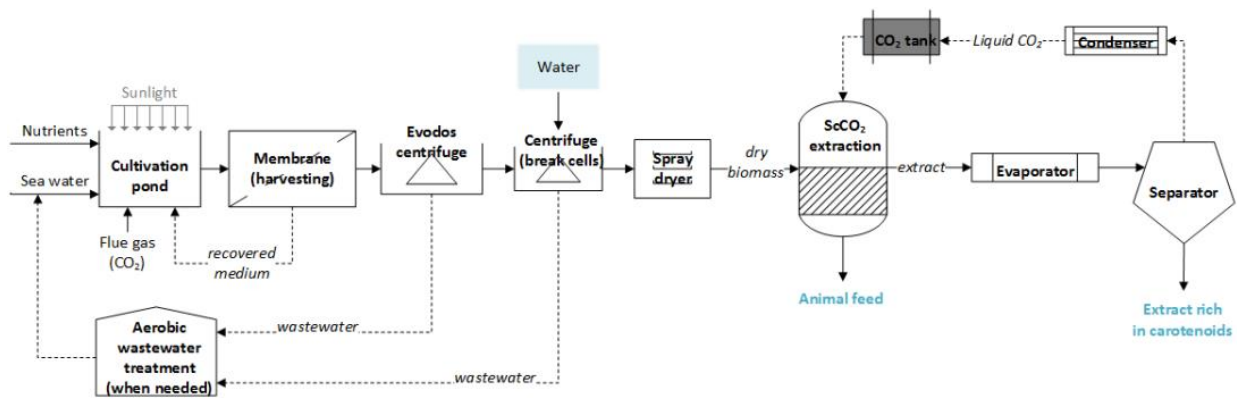 Sunlight
Nutrients
Sea water
Cultivation
pond
Flue gas
(CO₂)
Membrane
(harvesting)
recovered
medium
Evodos
centrifuge
Water
Centrifuge
(break cells)
Spray
dryer
dry
biomass
ScCO₂
extraction
extract
Evaporator
Separator
CO₂ tank
Liquid CO₂
Condenser
Animal feed
Extract rich
in carotenoids
Aerobic
wastewater
treatment
(when needed)
wastewater
wastewater